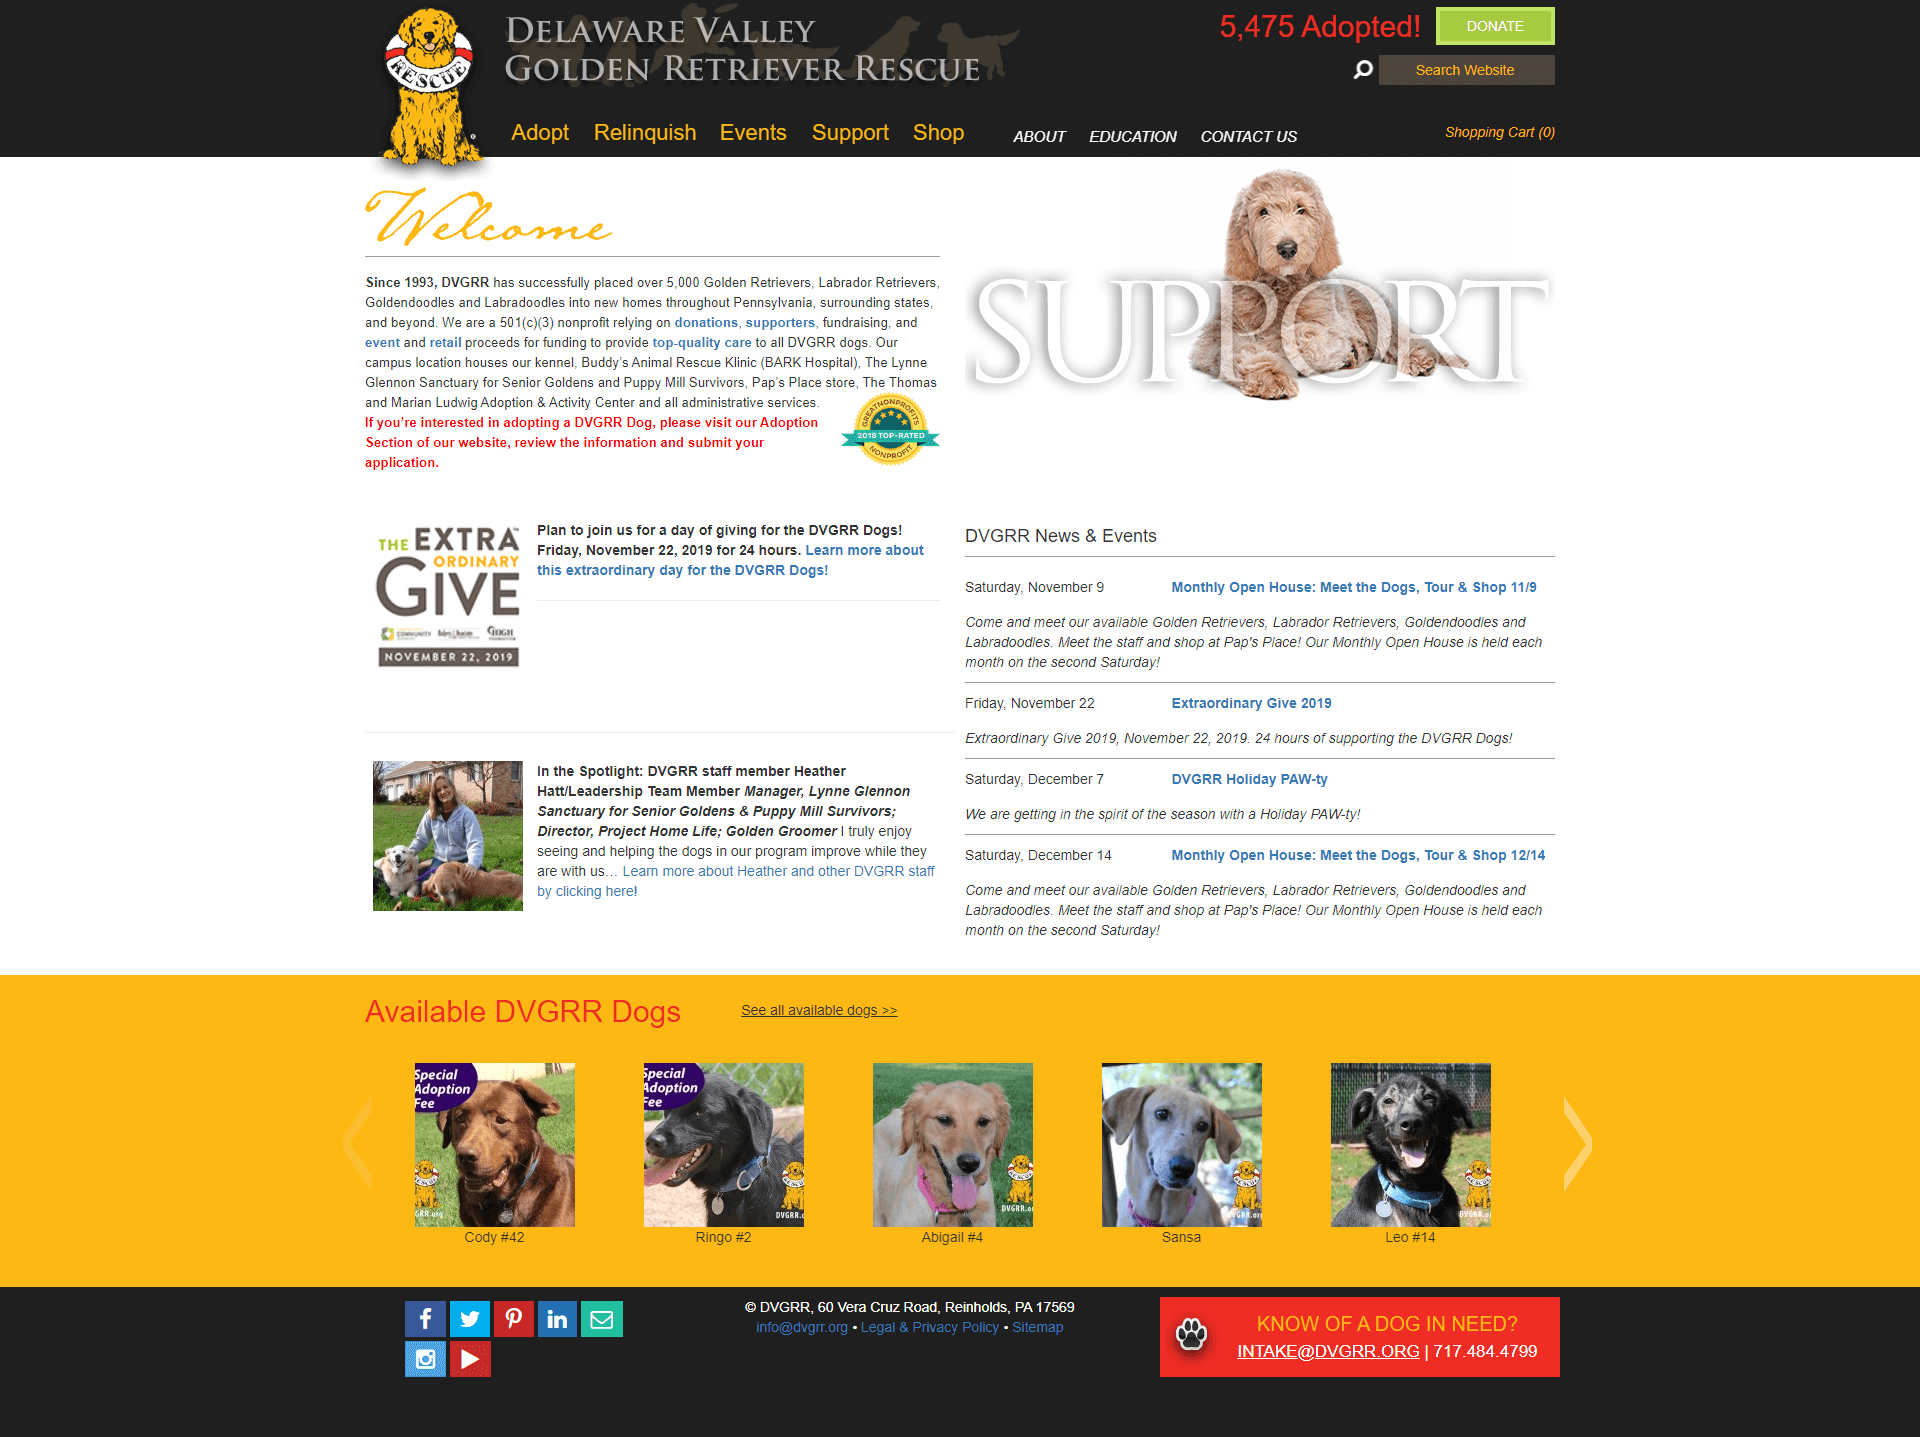 DELAWARE VALLEY
GOLDEN RETRIEVER RESCUE
RESCUE
5,475 Adopted!
DONATE
Search Website
Adopt Relinquish Events Support Shop
ABOUT EDUCATION CONTACT US
Shopping Cart (0)
Welcome
Since 1993, DVGRR has successfully placed over 5,000 Golden Retrievers, Labrador Retrievers,
Goldendoodles and Labradoodles into new homes throughout Pennsylvania, surrounding states,
and beyond. We are a 501(c)(3) nonprofit relying on donations, supporters, fundraising, and
event and retail proceeds for funding to provide top-quality care to all DVGRR dogs. Our
campus location houses our kennel, Buddy's Animal Rescue Klinic (BARK Hospital), The Lynne
Glennon Sanctuary for Senior Goldens and Puppy Mill Survivors, Pap's Place store, The Thomas
and Marian Ludwig Adoption & Activity Center and all administrative services.
If you're interested in adopting a DVGRR Dog, please visit our Adoption
Section of our website, review the information and submit your
application.
GREATNONPROFITS
2018 TOP-RATED
NONPROFIT
SUPPORT
THE EXTRA
ORDINARY
GIVE
COMMUNITY
HIGH
NOVEMBER 22, 2019
Plan to join us for a day of giving for the DVGRR Dogs!
Friday, November 22, 2019 for 24 hours. Learn more about
this extraordinary day for the DVGRR Dogs!
In the Spotlight: DVGRR staff member Heather
Hatt/Leadership Team Member Manager, Lynne Glennon
Sanctuary for Senior Goldens & Puppy Mill Survivors;
Director, Project Home Life; Golden Groomer I truly enjoy
seeing and helping the dogs in our program improve while they
are with us… Learn more about Heather and other DVGRR staff
by clicking here!
DVGRR News & Events
Saturday, November 9 Monthly Open House: Meet the Dogs, Tour & Shop 11/9
Come and meet our available Golden Retrievers, Labrador Retrievers, Goldendoodles and
Labradoodles. Meet the staff and shop at Pap's Place! Our Monthly Open House is held each
month on the second Saturday!
Friday, November 22 Extraordinary Give 2019
Extraordinary Give 2019, November 22, 2019. 24 hours of supporting the DVGRR Dogs!
Saturday, December 7 DVGRR Holiday PAW-ty
We are getting in the spirit of the season with a Holiday PAW-ty!
Saturday, December 14 Monthly Open House: Meet the Dogs, Tour & Shop 12/14
Come and meet our available Golden Retrievers, Labrador Retrievers, Goldendoodles and
Labradoodles. Meet the staff and shop at Pap's Place! Our Monthly Open House is held each
month on the second Saturday!
Available DVGRR Dogs
See all available dogs >>
Special
Adoption
Fee
Special
Adoption
Fee
Cody #42
Ringo #2
Abigail #4
Sansa
Leo #14
© DVGRR, 60 Vera Cruz Road, Reinholds, PA 17569
info@dvgrr.org • Legal & Privacy Policy • Sitemap
KNOW OF A DOG IN NEED?
INTAKE@DVGRR.ORG | 717.484.4799